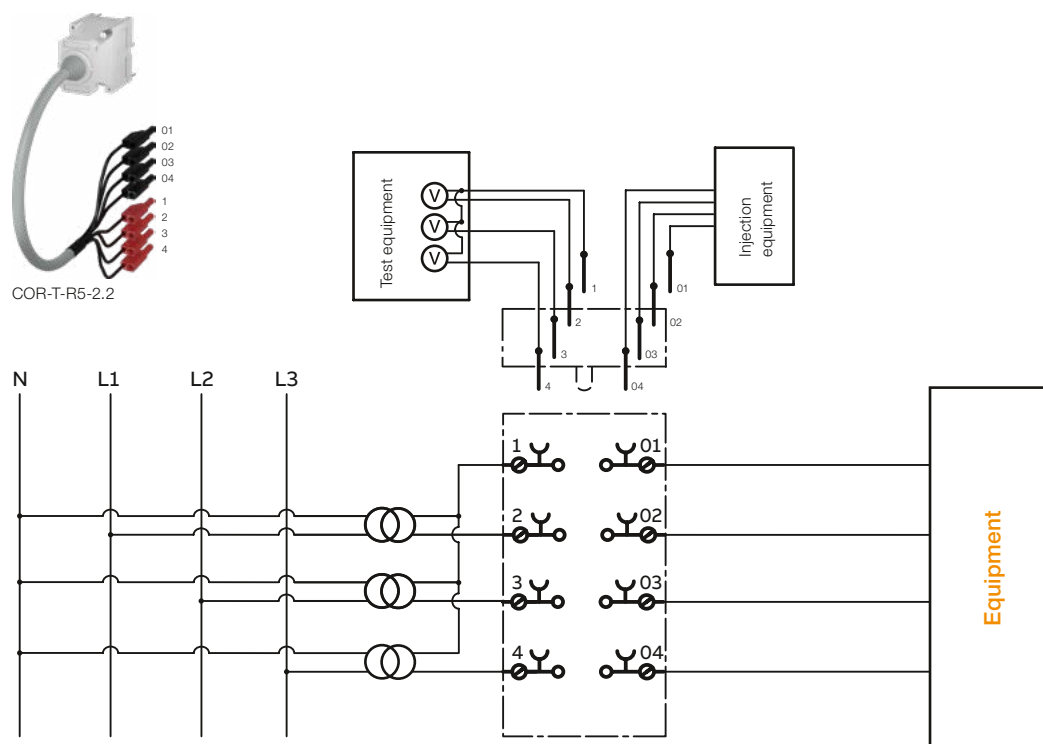 01
02
03
04
1
2
3
4
COR-T-R5-2.2
Test equipment
V
V
V
Injection
equipment
1
01
2
02
3
03
4
04
N L1 L2 L3
1 01
2 02
3 03
4 04
Equipment